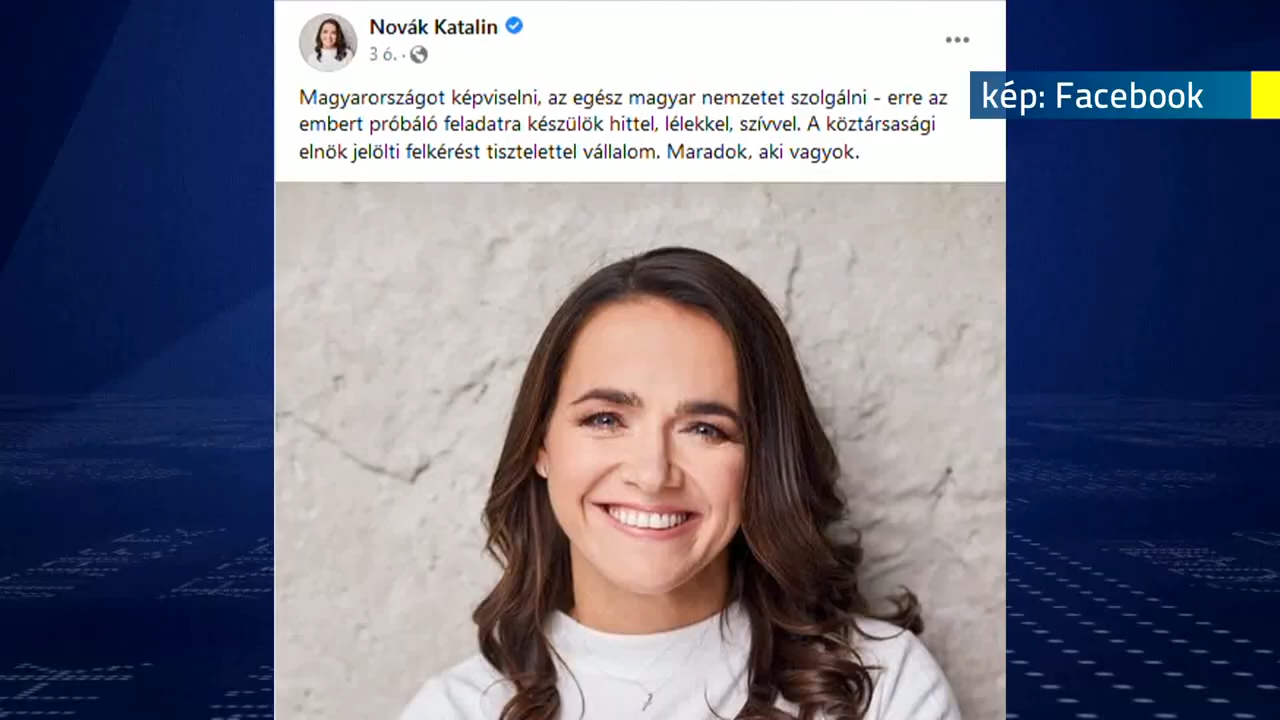 Novák Katalin
3 ó. ·
Magyarországot képviselni, az egész magyar nemzetet szolgálni - erre az
embert próbáló feladatra készülök hittel, lélekkel, szívvel. A köztársasági
elnök jelölti felkérést tisztelettel vállalom. Maradok, aki vagyok.
kép: Facebook